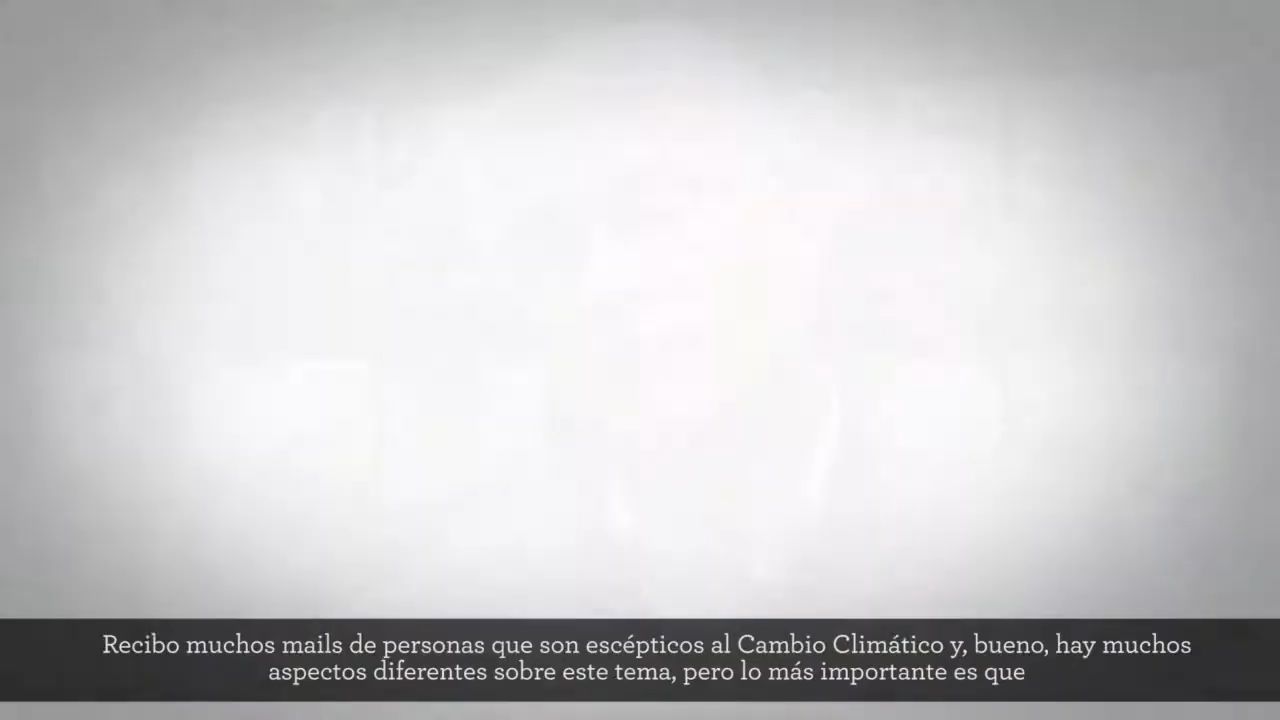 Recibo muchos mails de personas que son escépticos al Cambio Climático y, bueno, hay muchos
aspectos diferentes sobre este tema, pero lo más importante es que